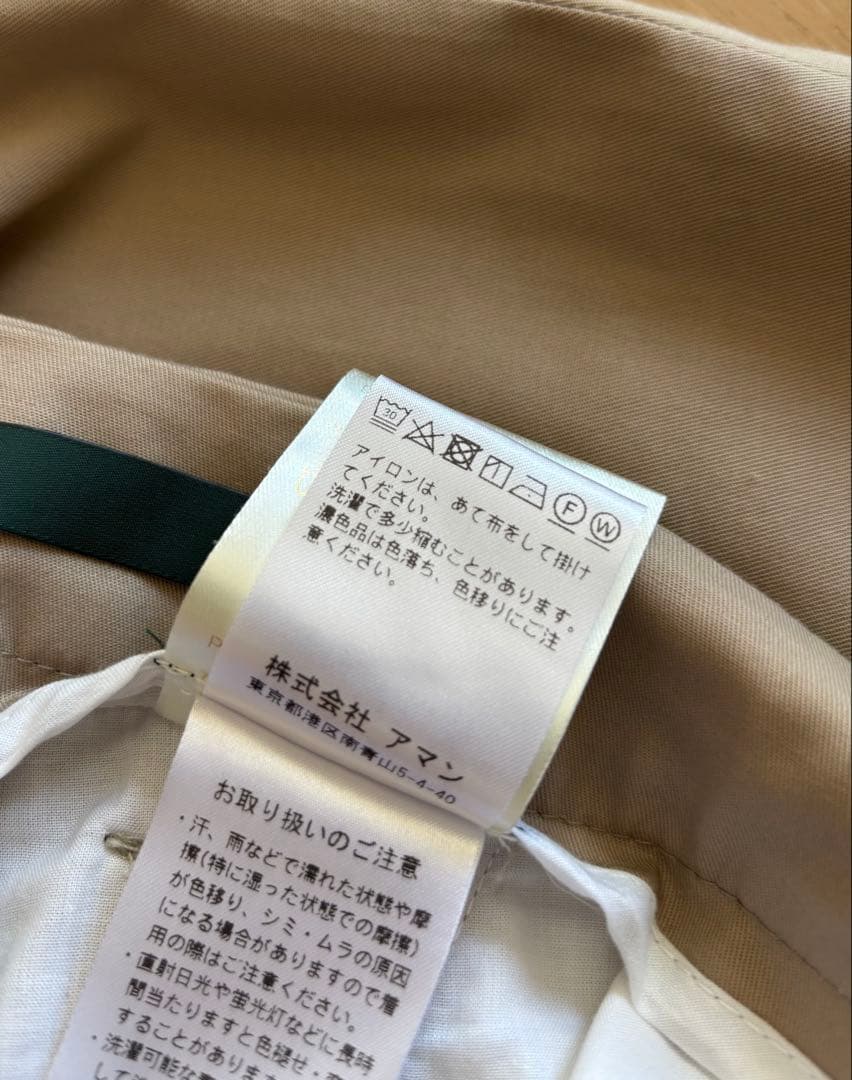 30
F W
アイロンは、あて布をして掛け
てください。
洗濯で多少縮むことがあります。
濃色品は色落ち、色移りにご注
意ください。
株式会社 アマン
東京都港区南青山5-4-40
お取り扱いのご注意
・汗、雨などで濡れた状態や摩
擦(特に湿った状態での摩擦)
が色移り、シミ・ムラの原因
になる場合がありますので着
用の際はご注意ください。
・直射日光や蛍光灯などに長時
間当たりますと色褪せ・変
することがありま
・洗濯可能な